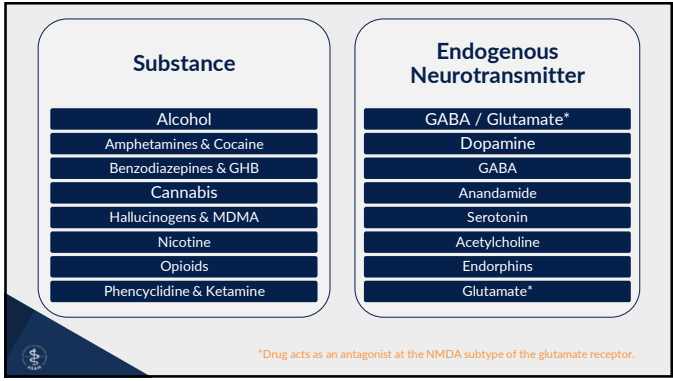 Substance
Alcohol
Amphetamines & Cocaine
Benzodiazepines & GHB
Cannabis
Hallucinogens & MDMA
Nicotine
Opioids
Phencyclidine & Ketamine
Endogenous
Neurotransmitter
GABA / Glutamate*
Dopamine
GABA
Anandamide
Serotonin
Acetylcholine
Endorphins
Glutamate*
*Drug acts as an antagonist at the NMDA subtype of the glutamate receptor.
ASAM